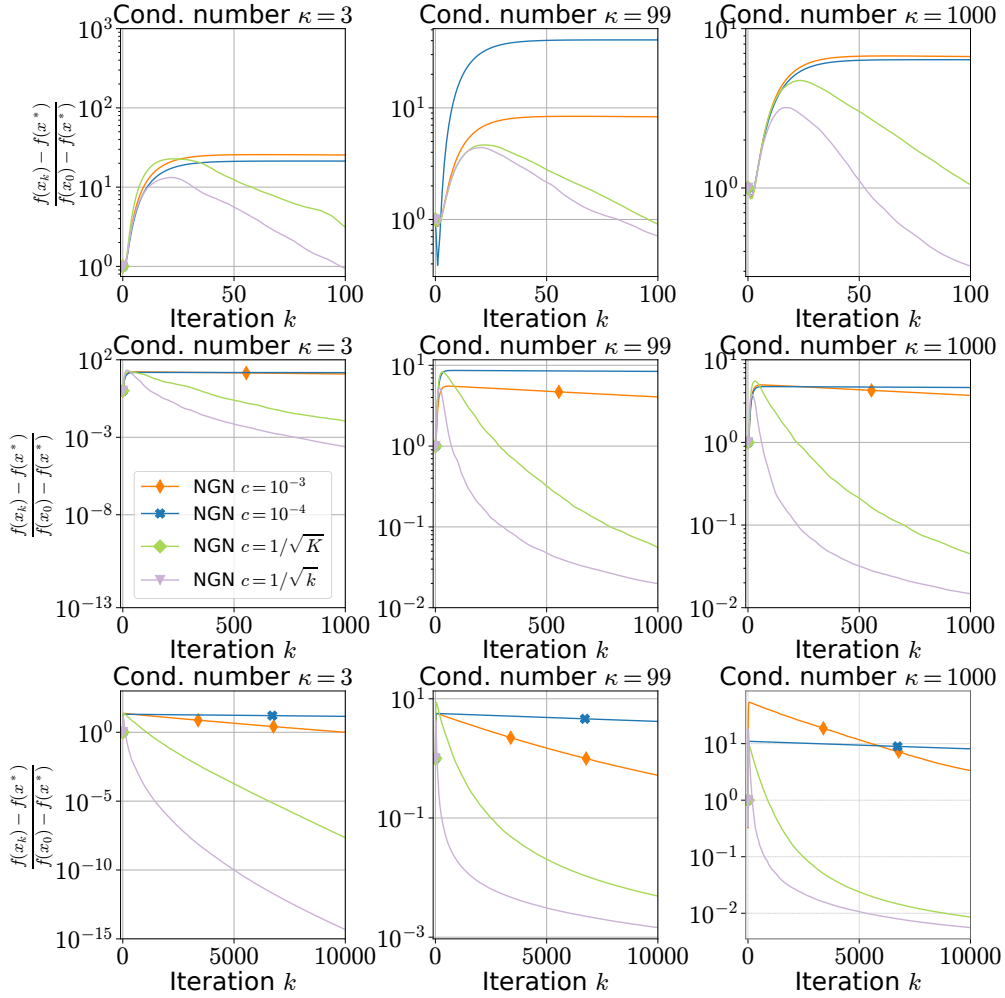 Cond. number κ = 3
Cond. number κ = 99
Cond. number κ = 1000
f(x_k) − f(x^*)
f(x_0) − f(x^*)
10^3
10^2
10^1
10^0
0
50
100
Iteration k
10^1
10^0
0
50
100
Iteration k
10^1
10^0
0
50
100
Iteration k
Cond. number κ = 3
Cond. number κ = 99
Cond. number κ = 1000
f(x_k) − f(x^*)
f(x_0) − f(x^*)
10^2
10^−3
10^−8
10^−13
NGN c = 10^−3
NGN c = 10^−4
NGN c = 1/√K
NGN c = 1/√k
0
500
1000
Iteration k
10^1
10^0
10^−1
10^−2
0
500
1000
Iteration k
10^1
10^0
10^−1
10^−2
0
500
1000
Iteration k
Cond. number κ = 3
Cond. number κ = 99
Cond. number κ = 1000
f(x_k) − f(x^*)
f(x_0) − f(x^*)
10^0
10^−5
10^−10
10^−15
0
5000
10000
Iteration k
10^−1
10^−3
0
5000
10000
Iteration k
10^1
10^0
10^−1
10^−2
0
5000
10000
Iteration k